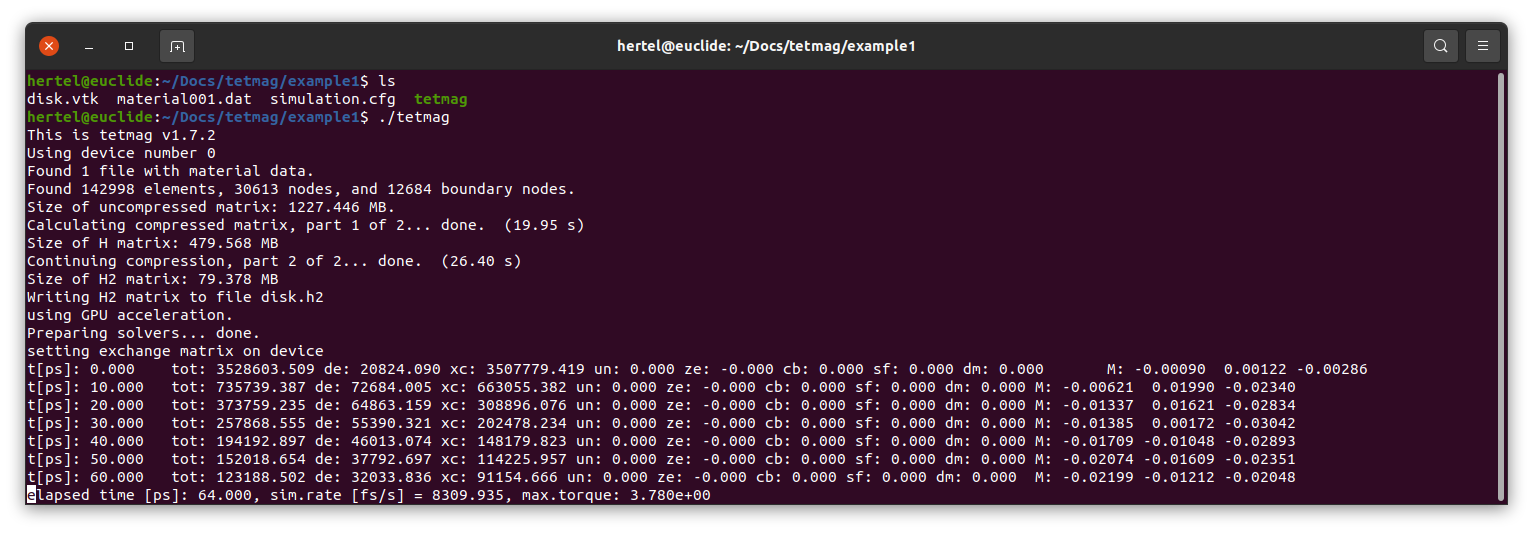 hertel@euclide: ~/Docs/tetmag/example1
hertel@euclide:~/Docs/tetmag/example1$ ls
disk.vtk  material001.dat  simulation.cfg  tetmag
hertel@euclide:~/Docs/tetmag/example1$ ./tetmag
This is tetmag v1.7.2
Using device number 0
Found 1 file with material data.
Found 142998 elements, 30613 nodes, and 12684 boundary nodes.
Size of uncompressed matrix: 1227.446 MB.
Calculating compressed matrix, part 1 of 2... done.  (19.95 s)
Size of H matrix: 479.568 MB
Continuing compression, part 2 of 2... done.  (26.40 s)
Size of H2 matrix: 79.378 MB
Writing H2 matrix to file disk.h2
using GPU acceleration.
Preparing solvers... done.
setting exchange matrix on device
t[ps]: 0.000    tot: 3528603.509 de: 20824.090 xc: 3507779.419 un: 0.000 ze: -0.000 cb: 0.000 sf: 0.000 dm: 0.000       M: -0.00090  0.00122 -0.00286
t[ps]: 10.000   tot: 735739.387 de: 72684.005 xc: 663055.382 un: 0.000 ze: -0.000 cb: 0.000 sf: 0.000 dm: 0.000 M: -0.00621  0.01990 -0.02340
t[ps]: 20.000   tot: 373759.235 de: 64863.159 xc: 308896.076 un: 0.000 ze: -0.000 cb: 0.000 sf: 0.000 dm: 0.000 M: -0.01337  0.01621 -0.02834
t[ps]: 30.000   tot: 257868.555 de: 55390.321 xc: 202478.234 un: 0.000 ze: -0.000 cb: 0.000 sf: 0.000 dm: 0.000 M: -0.01385  0.00172 -0.03042
t[ps]: 40.000   tot: 194192.897 de: 46013.074 xc: 148179.823 un: 0.000 ze: -0.000 cb: 0.000 sf: 0.000 dm: 0.000 M: -0.01709 -0.01048 -0.02893
t[ps]: 50.000   tot: 152018.654 de: 37792.697 xc: 114225.957 un: 0.000 ze: -0.000 cb: 0.000 sf: 0.000 dm: 0.000 M: -0.02074 -0.01609 -0.02351
t[ps]: 60.000   tot: 123188.502 de: 32033.836 xc: 91154.666 un: 0.000 ze: -0.000 cb: 0.000 sf: 0.000 dm: 0.000  M: -0.02199 -0.01212 -0.02048
elapsed time [ps]: 64.000, sim.rate [fs/s] = 8309.935, max.torque: 3.780e+00